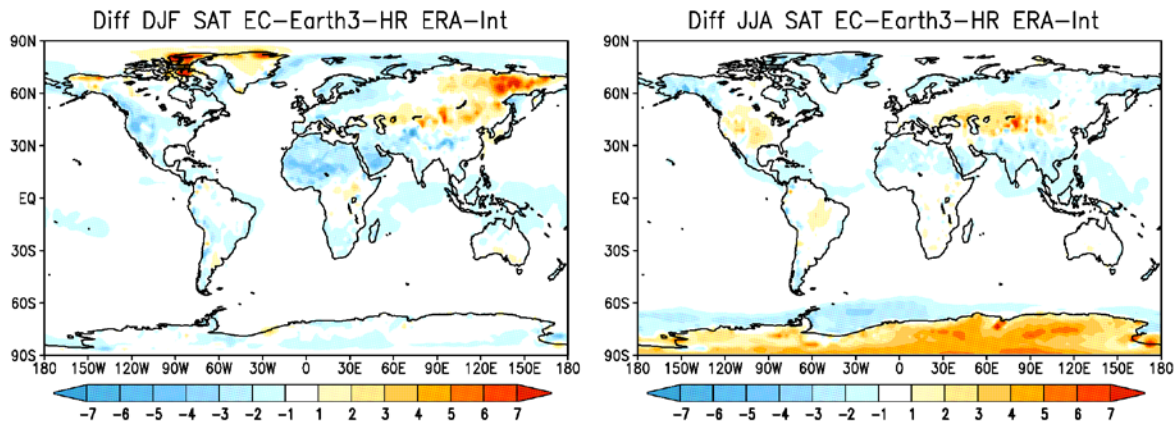 Diff DJF SAT EC-Earth3-HR ERA-Int
90N
60N
30N
EQ
30S
60S
90S
180 150W 120W 90W 60W 30W 0 30E 60E 90E 120E 150E 180
-7 -6 -5 -4 -3 -2 -1 1 2 3 4 5 6 7
Diff JJA SAT EC-Earth3-HR ERA-Int
90N
60N
30N
EQ
30S
60S
90S
180 150W 120W 90W 60W 30W 0 30E 60E 90E 120E 150E 180
-7 -6 -5 -4 -3 -2 -1 1 2 3 4 5 6 7